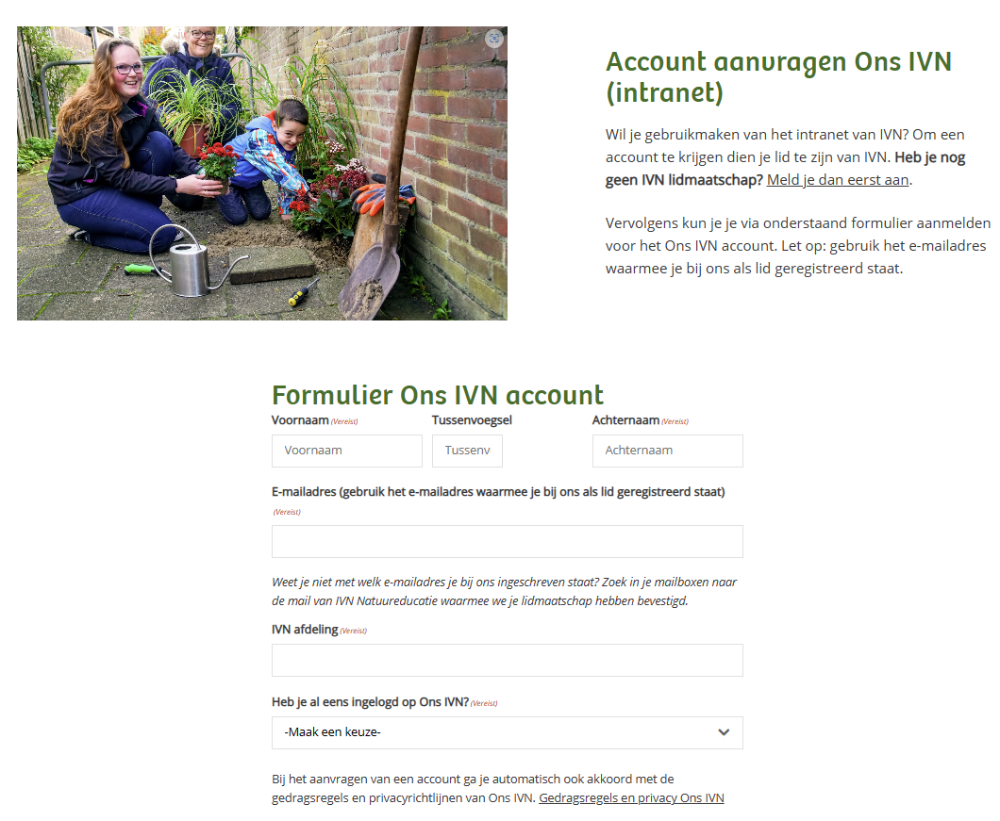 Account aanvragen Ons IVN
(intranet)
Wil je gebruikmaken van het intranet van IVN? Om een
account te krijgen dien je lid te zijn van IVN. Heb je nog
geen IVN lidmaatschap? Meld je dan eerst aan.
Vervolgens kun je je via onderstaand formulier aanmelden
voor het Ons IVN account. Let op: gebruik het e-mailadres
waarmee je bij ons als lid geregistreerd staat.
Formulier Ons IVN account
Voornaam (Vereist) Tussenvoegsel Achternaam (Vereist)
Voornaam Tussenv Achternaam
E-mailadres (gebruik het e-mailadres waarmee je bij ons als lid geregistreerd staat)
(Vereist)
Weet je niet met welk e-mailadres je bij ons ingeschreven staat? Zoek in je mailboxen naar
de mail van IVN Natuureducatie waarmee we je lidmaatschap hebben bevestigd.
IVN afdeling (Vereist)
Heb je al eens ingelogd op Ons IVN? (Vereist)
-Maak een keuze-
Bij het aanvragen van een account ga je automatisch ook akkoord met de
gedragsregels en privacyrichtlijnen van Ons IVN. Gedragsregels en privacy Ons IVN